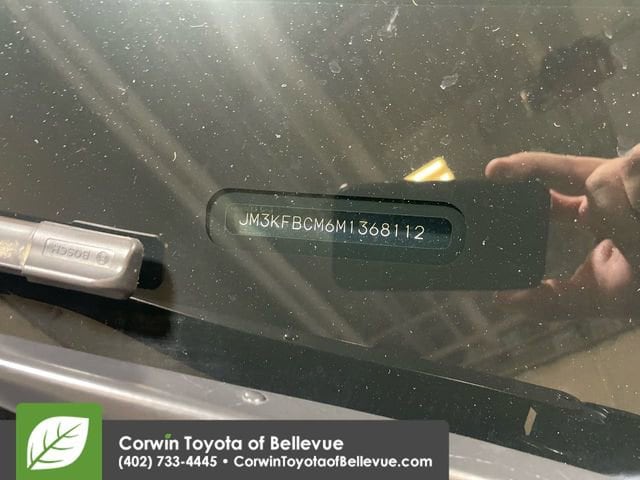 JM3KFBCM6M1368112
BOSCH
Corwin Toyota of Bellevue
(402) 733-4445 • CorwinToyotaofBellevue.com